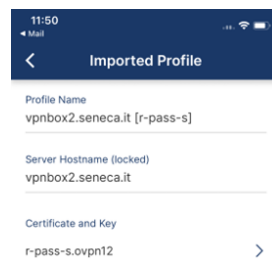 11:50
◀ Mail
Imported Profile
Profile Name
vpnbox2.seneca.it [r-pass-s]
Server Hostname (locked)
vpnbox2.seneca.it
Certificate and Key
r-pass-s.ovpn12